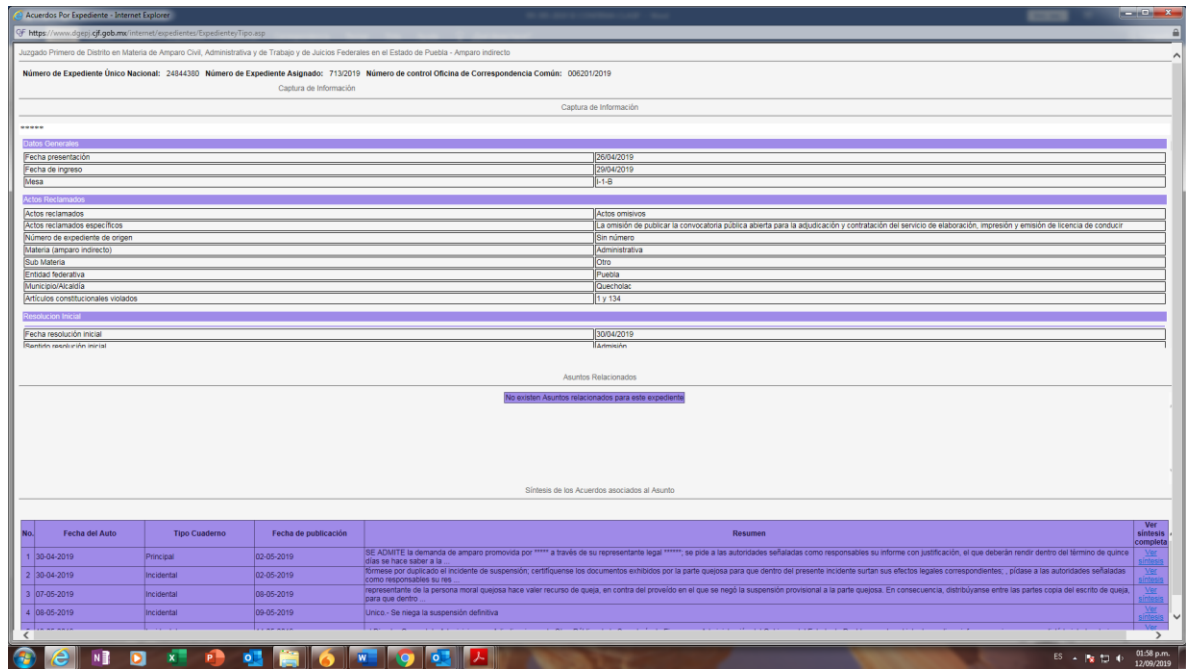 Acuerdos Por Expediente - Internet Explorer
https://www.dgepj.cjf.gob.mx/internet/expedientes/ExpedienteyTipo.asp
Juzgado Primero de Distrito en Materia de Amparo Civil, Administrativa y de Trabajo y de Juicios Federales en el Estado de Puebla - Amparo indirecto
Número de Expediente Único Nacional: 24844380 Número de Expediente Asignado: 713/2019 Número de control Oficina de Correspondencia Común: 006201/2019
Captura de Información
Captura de Información
*****
Datos Generales
Fecha presentación 26/04/2019
Fecha de ingreso 29/04/2019
Mesa I-1-B
Actos Reclamados
Actos reclamados Actos omisivos
Actos reclamados específicos La omisión de publicar la convocatoria pública abierta para la adjudicación y contratación del servicio de elaboración, impresión y emisión de licencia de conducir
Número de expediente de origen Sin número
Materia (amparo indirecto) Administrativa
Sub Materia Otro
Entidad federativa Puebla
Municipio/Alcaldía Quecholac
Artículos constitucionales violados 1 y 134
Resolucion Inicial
Fecha resolución inicial 30/04/2019
Sentido resolución inicial Admisión
Asuntos Relacionados
No existen Asuntos relacionados para este expediente
Síntesis de los Acuerdos asociados al Asunto
No. Fecha del Auto Tipo Cuaderno Fecha de publicación Resumen Ver síntesis completa
1 30-04-2019 Principal 02-05-2019 SE ADMITE la demanda de amparo promovida por ***** a través de su representante legal ******, se pide a las autoridades señaladas como responsables su informe con justificación, el que deberán rendir dentro del término de quince
días se hace saber a la ... Ver síntesis
2 30-04-2019 Incidental 02-05-2019 fórmese por duplicado el incidente de suspensión; certifíquense los documentos exhibidos por la parte quejosa para que dentro del presente incidente surtan sus efectos legales correspondientes; , pídase a las autoridades señaladas
como responsables su res ... Ver síntesis
3 07-05-2019 Incidental 08-05-2019 representante de la persona moral quejosa hace valer recurso de queja, en contra del proveído en el que se negó la suspensión provisional a la parte quejosa. En consecuencia, distribúyanse entre las partes copia del escrito de queja,
para que dentro ... Ver síntesis
4 08-05-2019 Incidental 09-05-2019 Unico.- Se niega la suspensión definitiva Ver síntesis
ES
01:58 p.m.
12/09/2019